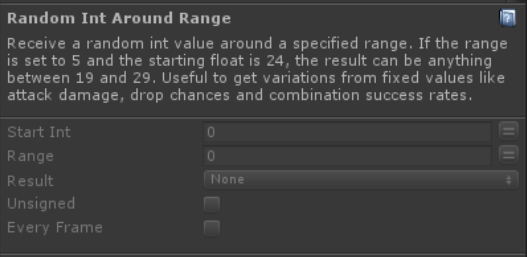 Random Int Around Range
Receive a random int value around a specified range. If the range
is set to 5 and the starting float is 24, the result can be anything
between 19 and 29. Useful to get variations from fixed values like
attack damage, drop chances and combination success rates.
Start Int 0
Range 0
Result None
Unsigned
Every Frame